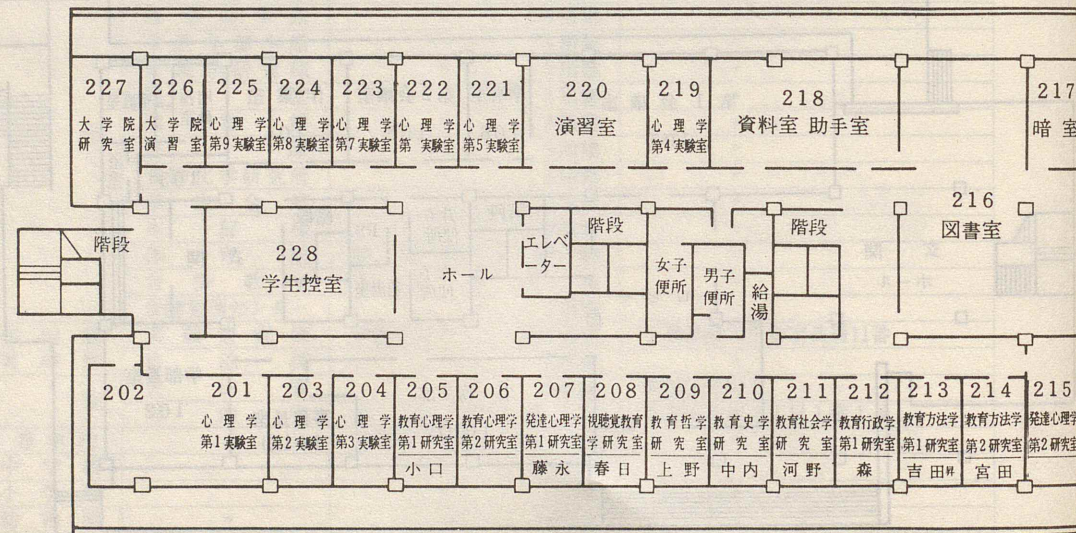 227
大学院
研究室
226
大学院
演習室
225
心理学
第9実験室
224
心理学
第8実験室
223
心理学
第7実験室
222
心理学
第 実験室
221
心理学
第5実験室
220
演習室
219
心理学
第4実験室
218
資料室 助手室
217
暗室
216
図書室
階段
228
学生控室
ホール
エレベ
ーター
階段
女子
便所
男子
便所
給湯
階段
202
201
心理学
第1実験室
203
心理学
第2実験室
204
心理学
第3実験室
205
教育心理学
第1研究室
小口
206
教育心理学
第2研究室
207
発達心理学
第1研究室
藤永
208
視聴覚教育
学研究室
春日
209
教育哲学
研究室
上野
210
教育史学
研究室
中内
211
教育社会学
研究室
河野
212
教育行政学
第1研究室
森
213
教育方法学
第1研究室
吉田昇
214
教育方法学
第2研究室
宮田
215
発達心理学
第2研究室